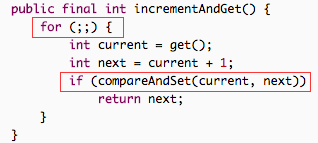 public final int incrementAndGet() {
for (;;) {
int current = get();
int next = current + 1;
if (compareAndSet(current, next))
return next;
}
}